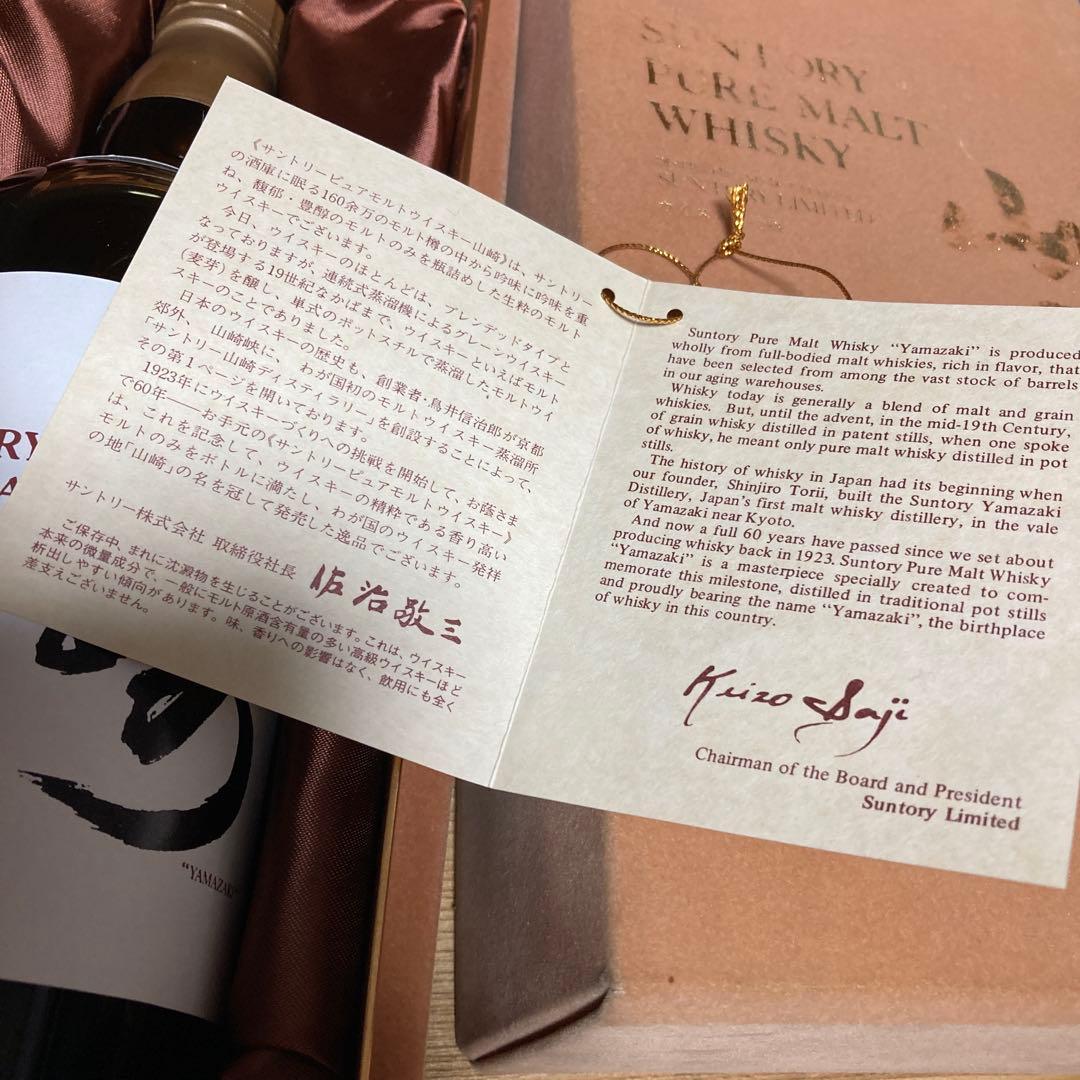 SUNTORY
PURE MALT
WHISKY
SUNTORY LIMITED
《サントリーピュアモルトウイスキー山崎》は、サントリー
の酒庫に眠る160余万のモルト樽の中から吟味に吟味を重
ね、馥郁・豊醇のモルトのみを瓶詰めした生粋のモルト
ウイスキーでございます。
今日、ウイスキーのほとんどは、ブレンデッドタイプと
なっておりますが、連続式蒸溜機によるグレーンウイスキー
が登場する19世紀なかばまで、ウイスキーといえばモルト
(麦芽)を醸し、単式のポットスチルで蒸溜したモルトウイ
スキーのことでありました。
日本のウイスキーの歴史も、創業者・鳥井信治郎が京都
郊外、山崎峡に、わが国初のモルトウイスキー蒸溜所
「サントリー山崎ディスティラリー」を創設することによって、
その第1ページを開いております。
1923年にウイスキーづくりへの挑戦を開始して、お蔭さま
で60年——お手元の《サントリーピュアモルトウイスキー》
は、これを記念して、ウイスキーの精粋である香り高い
モルトのみをボトルに満たし、わが国のウイスキー発祥
の地「山崎」の名を冠して発売した逸品でございます。
サントリー株式会社 取締役社長 佐治敬三
ご保存中、まれに沈澱物を生じることがございます。これは、ウイスキー
本来の微量成分で、一般にモルト原酒含有量の多い高級ウイスキーほど
析出しやすい傾向があります。味、香りへの影響はなく、飲用にも全く
差支えございません。
Suntory Pure Malt Whisky “Yamazaki” is produced
wholly from full-bodied malt whiskies, rich in flavor, that
have been selected from among the vast stock of barrels
in our aging warehouses.
Whisky today is generally a blend of malt and grain
whiskies. But, until the advent, in the mid-19th Century,
of grain whisky distilled in patent stills, when one spoke
of whisky, he meant only pure malt whisky distilled in pot
stills.
The history of whisky in Japan had its beginning when
our founder, Shinjiro Torii, built the Suntory Yamazaki
Distillery, Japan's first malt whisky distillery, in the vale
of Yamazaki near Kyoto.
And now a full 60 years have passed since we set about
producing whisky back in 1923. Suntory Pure Malt Whisky
“Yamazaki” is a masterpiece specially created to com-
memorate this milestone, distilled in traditional pot stills
and proudly bearing the name “Yamazaki”, the birthplace
of whisky in this country.
Keizo Saji
Chairman of the Board and President
Suntory Limited
RY
A
“YAMAZAKI”